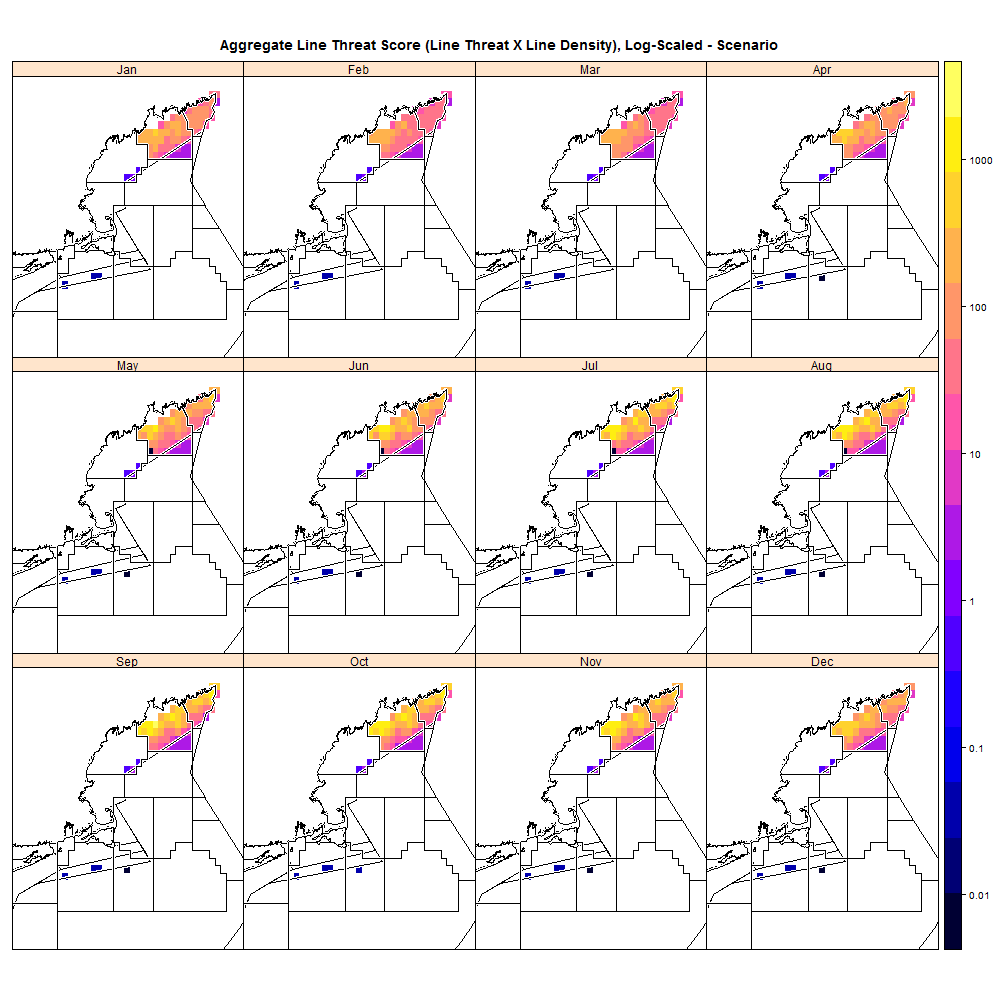 Aggregate Line Threat Score (Line Threat X Line Density), Log-Scaled - Scenario
Jan
Feb
Mar
Apr
May
Jun
Jul
Aug
Sep
Oct
Nov
Dec
1000
100
10
1
0.1
0.01